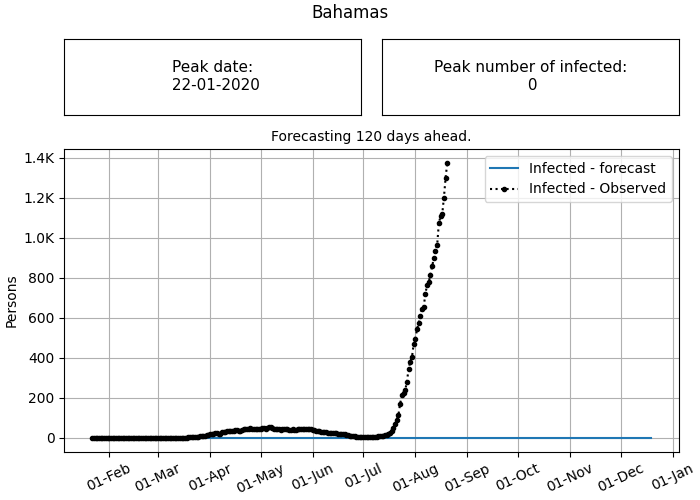 Bahamas
Peak date:
22-01-2020
Peak number of infected:
0
Forecasting 120 days ahead.
Infected - forecast
Infected - Observed
Persons
1.4K
1.2K
1.0K
800
600
400
200
0
01-Feb
01-Mar
01-Apr
01-May
01-Jun
01-Jul
01-Aug
01-Sep
01-Oct
01-Nov
01-Dec
01-Jan